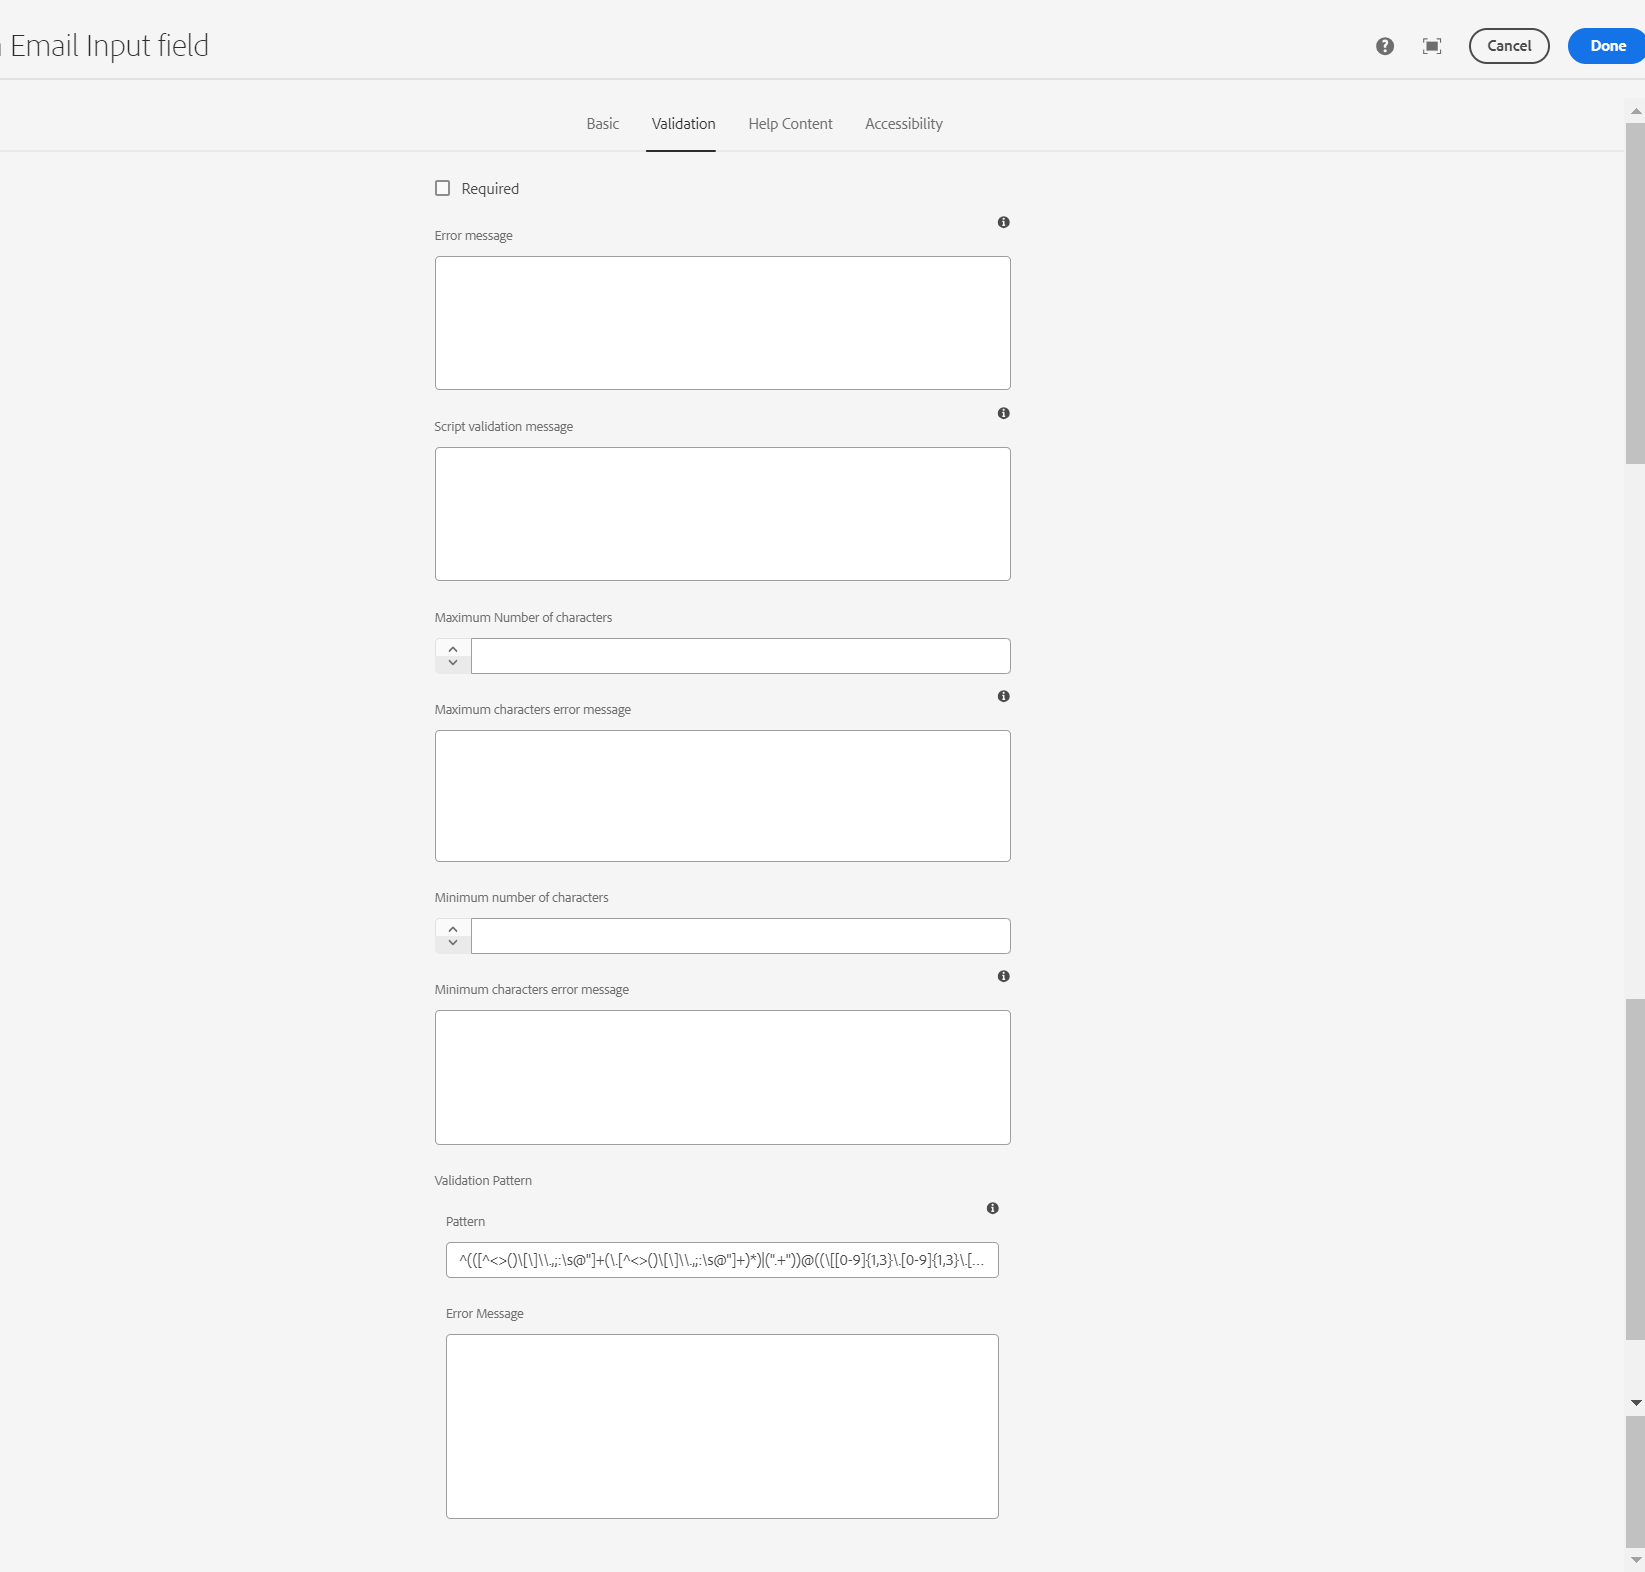 Email Input field
Cancel
Done
Basic
Validation
Help Content
Accessibility
Required
Error message
Script validation message
Maximum Number of characters
Maximum characters error message
Minimum number of characters
Minimum characters error message
Validation Pattern
Pattern
^(([^<>()\[\]\\.,;:\s@"]+(\.[^<>()\[\]\\.,;:\s@"]+)*)|(".+"))@((\[[0-9]{1,3}\.[0-9]{1,3}\.[...
Error Message